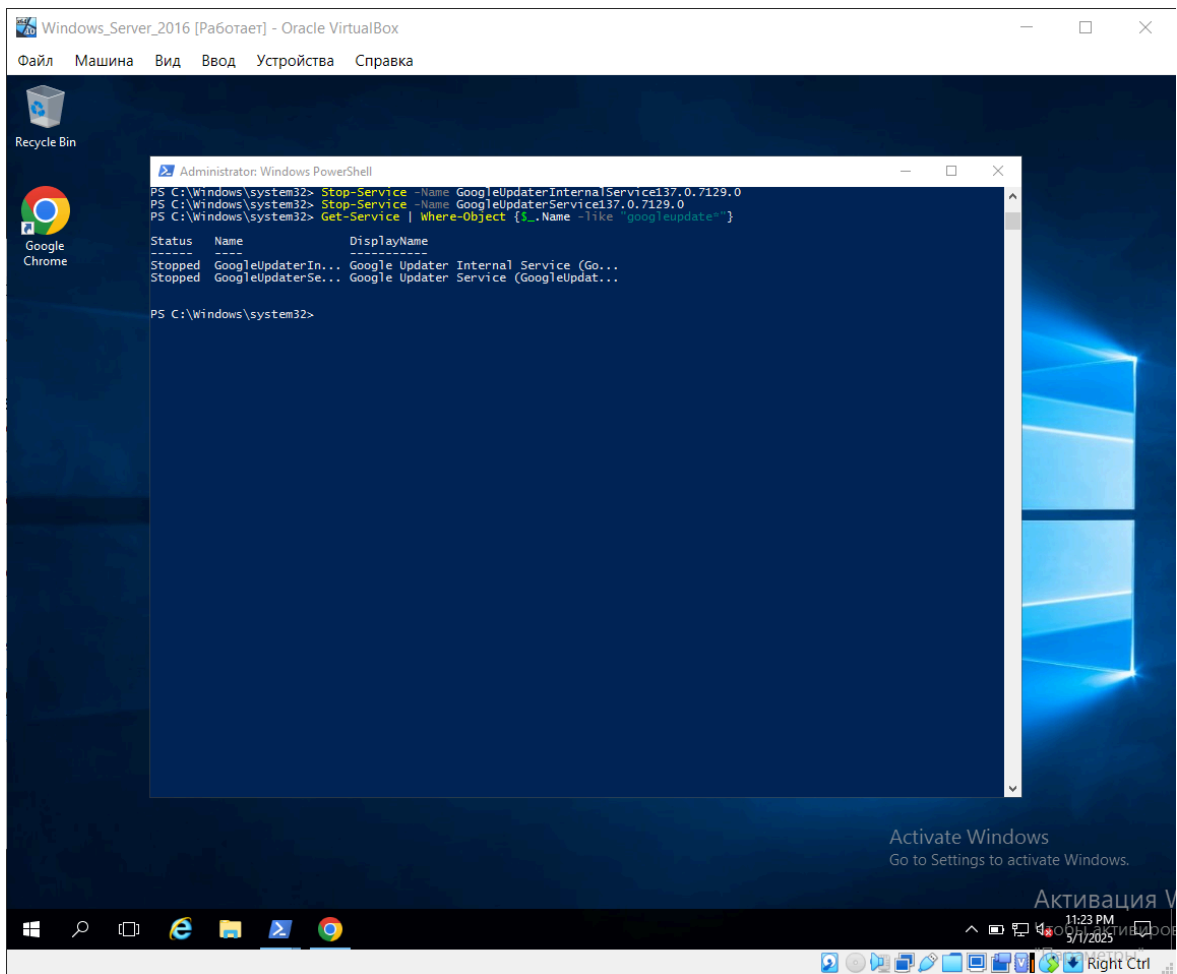 Windows_Server_2016 [Работает] - Oracle VirtualBox
Файл Машина Вид Ввод Устройства Справка
Recycle Bin
Google
Chrome
Administrator: Windows PowerShell
PS C:\Windows\system32> Stop-Service -Name GoogleUpdaterInternalService137.0.7129.0
PS C:\Windows\system32> Stop-Service -Name GoogleUpdaterService137.0.7129.0
PS C:\Windows\system32> Get-Service | Where-Object {$_.Name -like "googleupdate*"}
Status Name DisplayName
------ ---- -----------
Stopped GoogleUpdaterIn... Google Updater Internal Service (Go...
Stopped GoogleUpdaterSe... Google Updater Service (GoogleUpdat...
PS C:\Windows\system32>
Activate Windows
Go to Settings to activate Windows.
Активация W
11:23 PM
5/1/2025
Right Ctrl